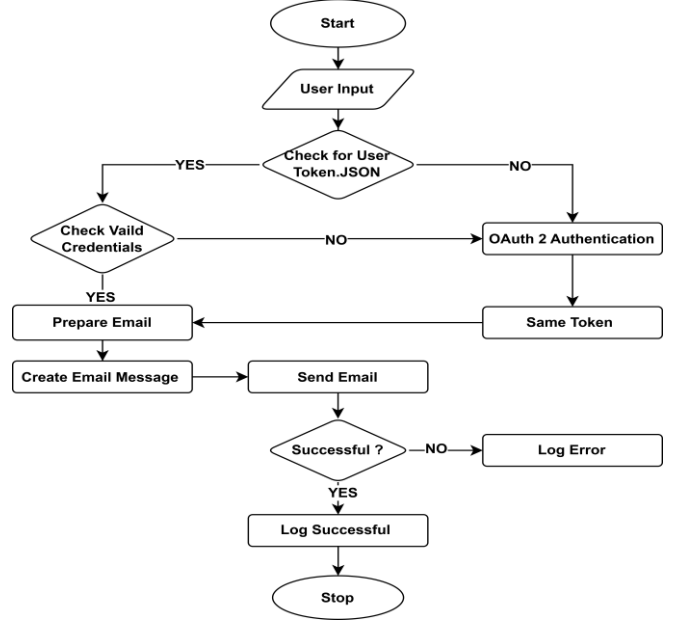 Start
User Input
Check for User
Token.JSON
YES
NO
Check Vaild
Credentials
NO
OAuth 2 Authentication
YES
Prepare Email
Same Token
Create Email Message
Send Email
Successful ?
NO
Log Error
YES
Log Successful
Stop